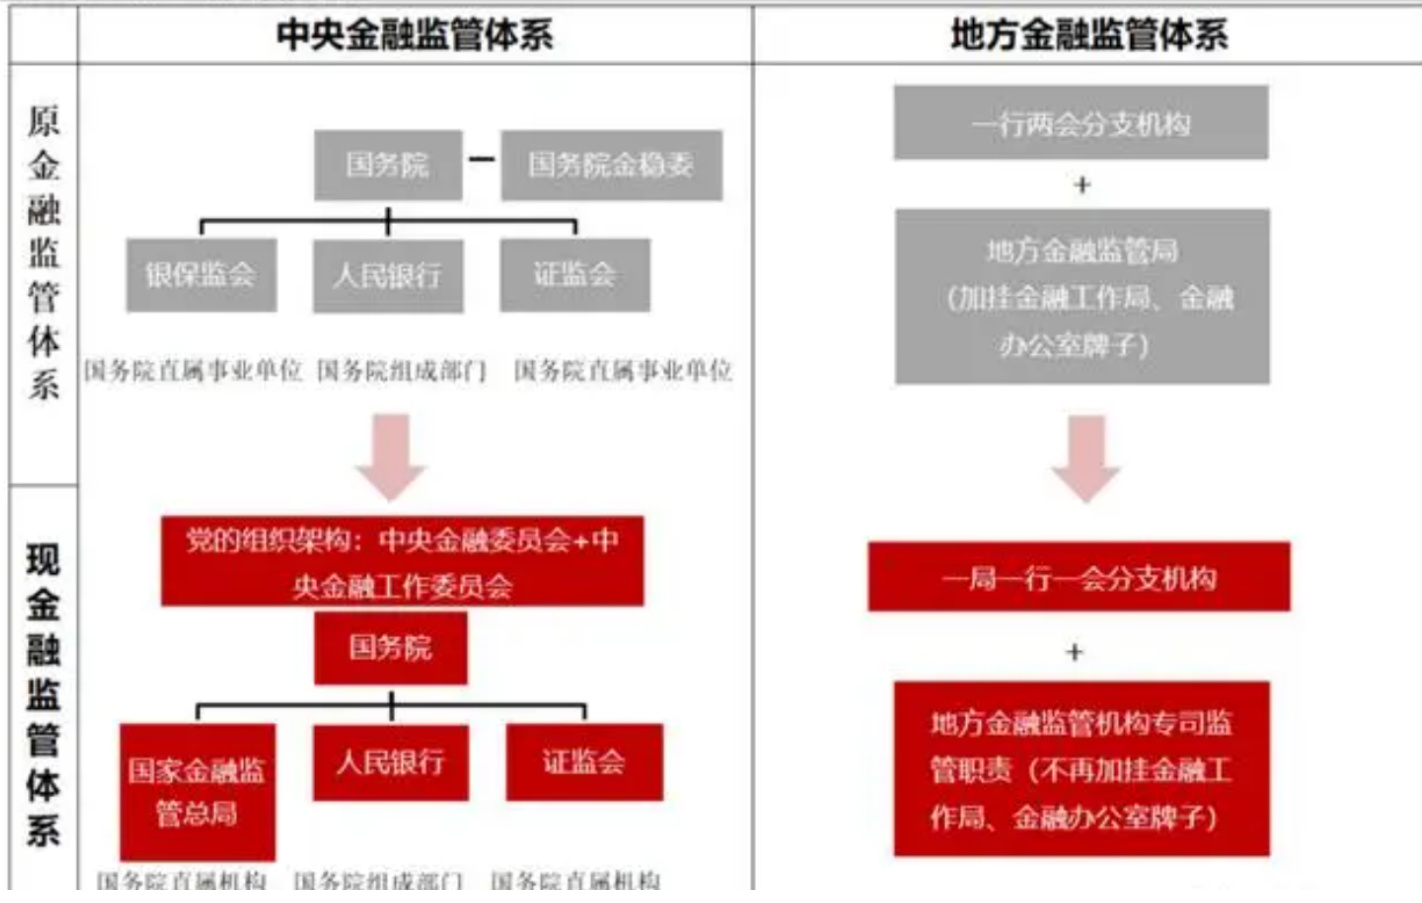 中央金融监管体系
地方金融监管体系
原金融监管体系
国务院
国务院金稳委
银保监会
人民银行
证监会
国务院直属事业单位
国务院组成部门
国务院直属事业单位
一行两会分支机构
+
地方金融监管局
（加挂金融工作局、金融
办公室牌子）
现金融监管体系
党的组织架构：中央金融委员会+中
央金融工作委员会
国务院
国家金融监
管总局
人民银行
证监会
国务院直属机构
国务院组成部门
国务院直属机构
一局一行一会分支机构
+
地方金融监管机构专司监
管职责（不再加挂金融工
作局、金融办公室牌子）